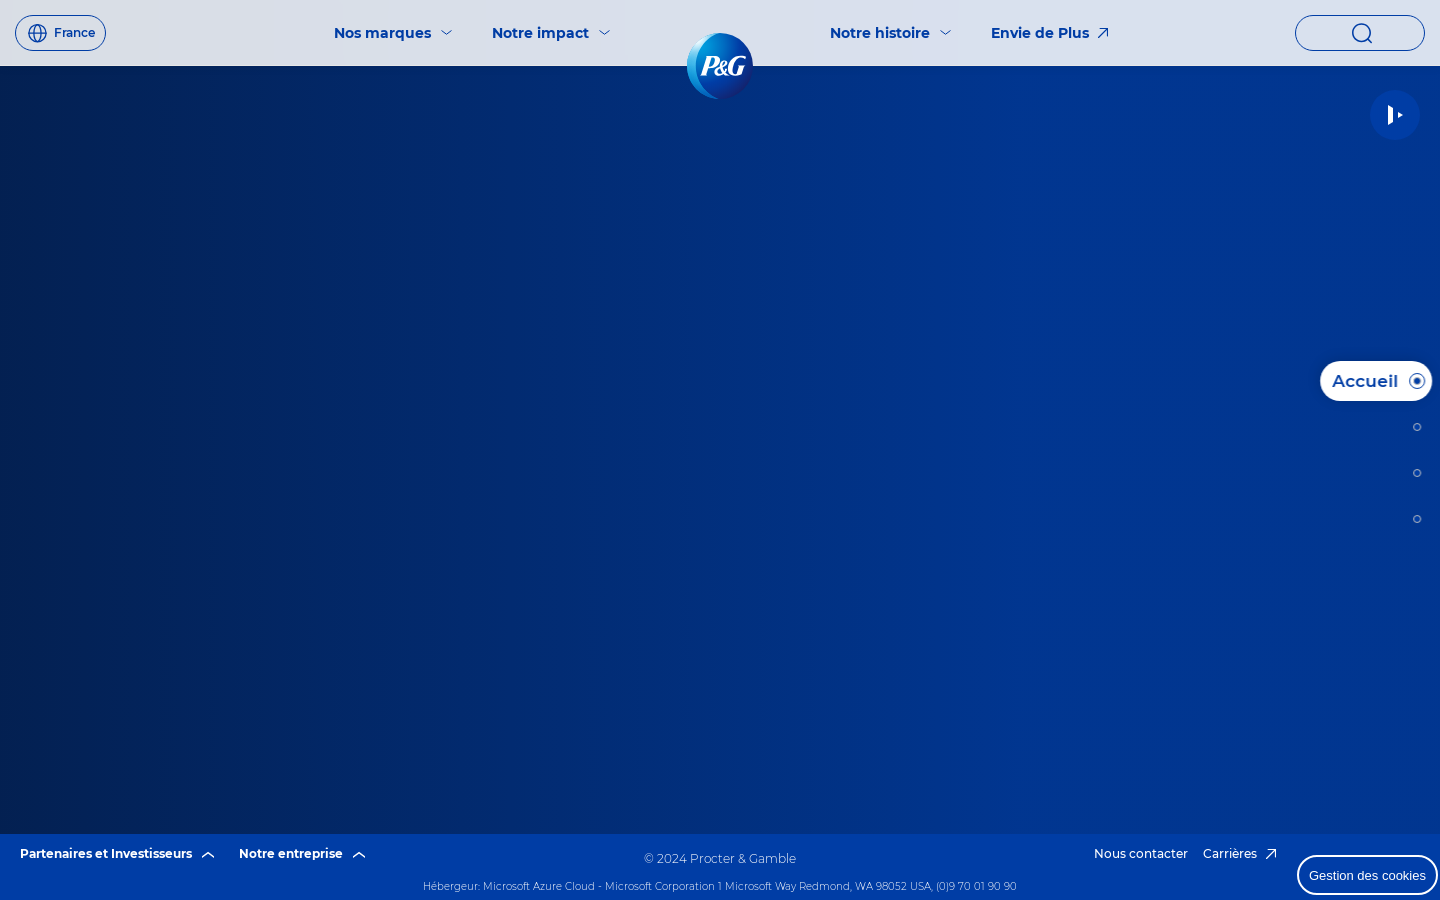 France
Nos marques
Notre impact
P&G
Notre histoire
Envie de Plus
Accueil
Partenaires et Investisseurs
Notre entreprise
© 2024 Procter & Gamble
Nous contacter
Carrières
Gestion des cookies
Hébergeur: Microsoft Azure Cloud - Microsoft Corporation 1 Microsoft Way Redmond, WA 98052 USA, (0)9 70 01 90 90